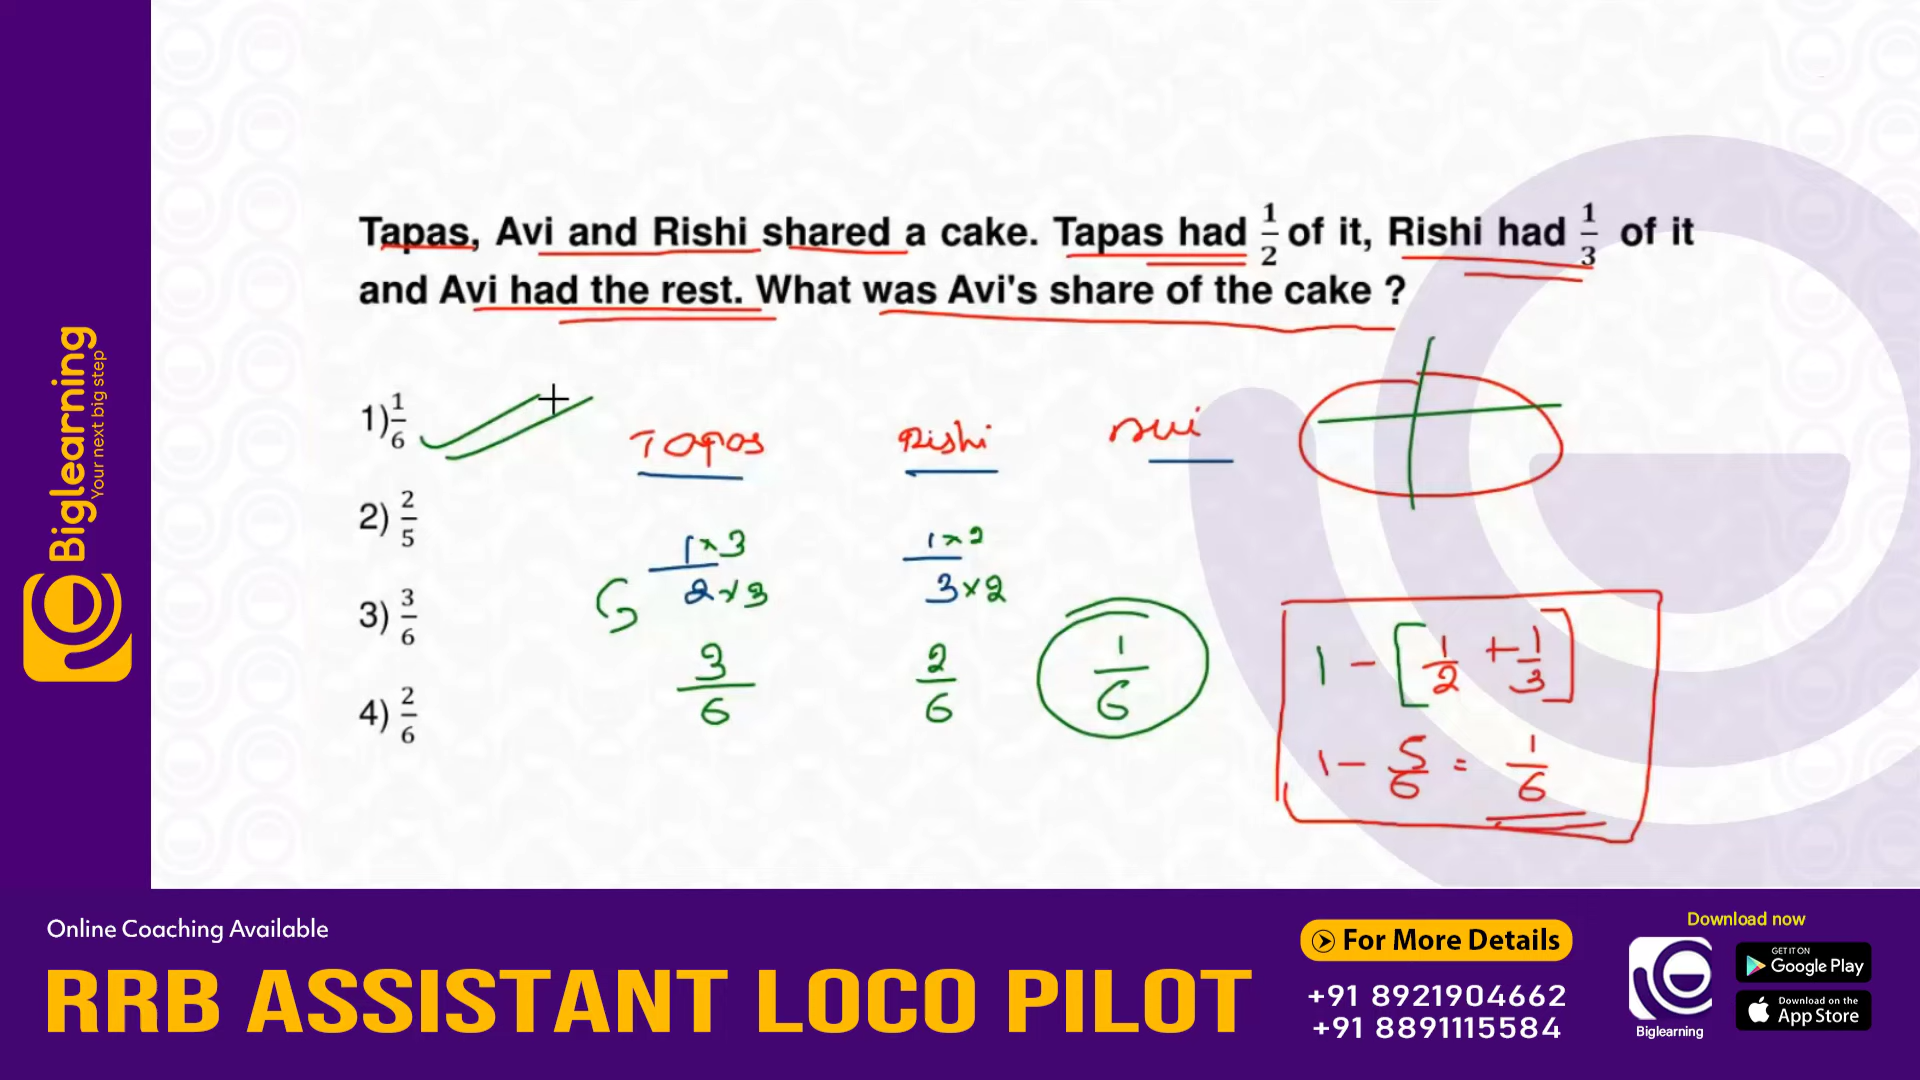 Tapas, Avi and Rishi shared a cake. Tapas had 1/2 of it, Rishi had 1/3 of it
and Avi had the rest. What was Avi's share of the cake ?
1) 1/6
2) 2/5
3) 3/6
4) 2/6
Tapas Rishi Avi
1×3 / 2×3
1×2 / 3×2
3/6
2/6
1/6
1 - [1/2 + 1/3]
1 - 5/6 = 1/6
Biglearning
Your next big step
Online Coaching Available
RRB ASSISTANT LOCO PILOT
For More Details
+91 8921904662
+91 8891115584
Download now
Biglearning
GET IT ON
Google Play
Download on the
App Store